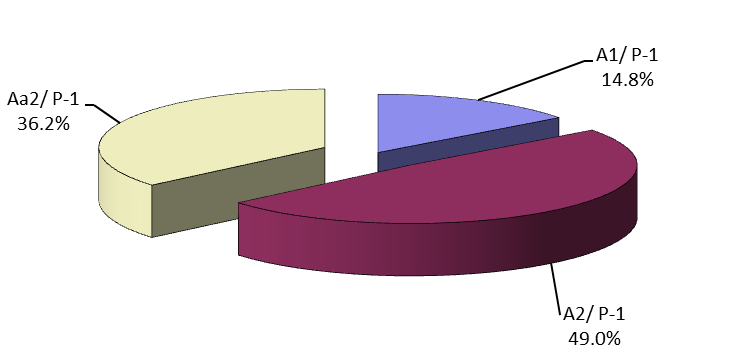 A1/ P-1
14.8%
Aa2/ P-1
36.2%
A2/ P-1
49.0%